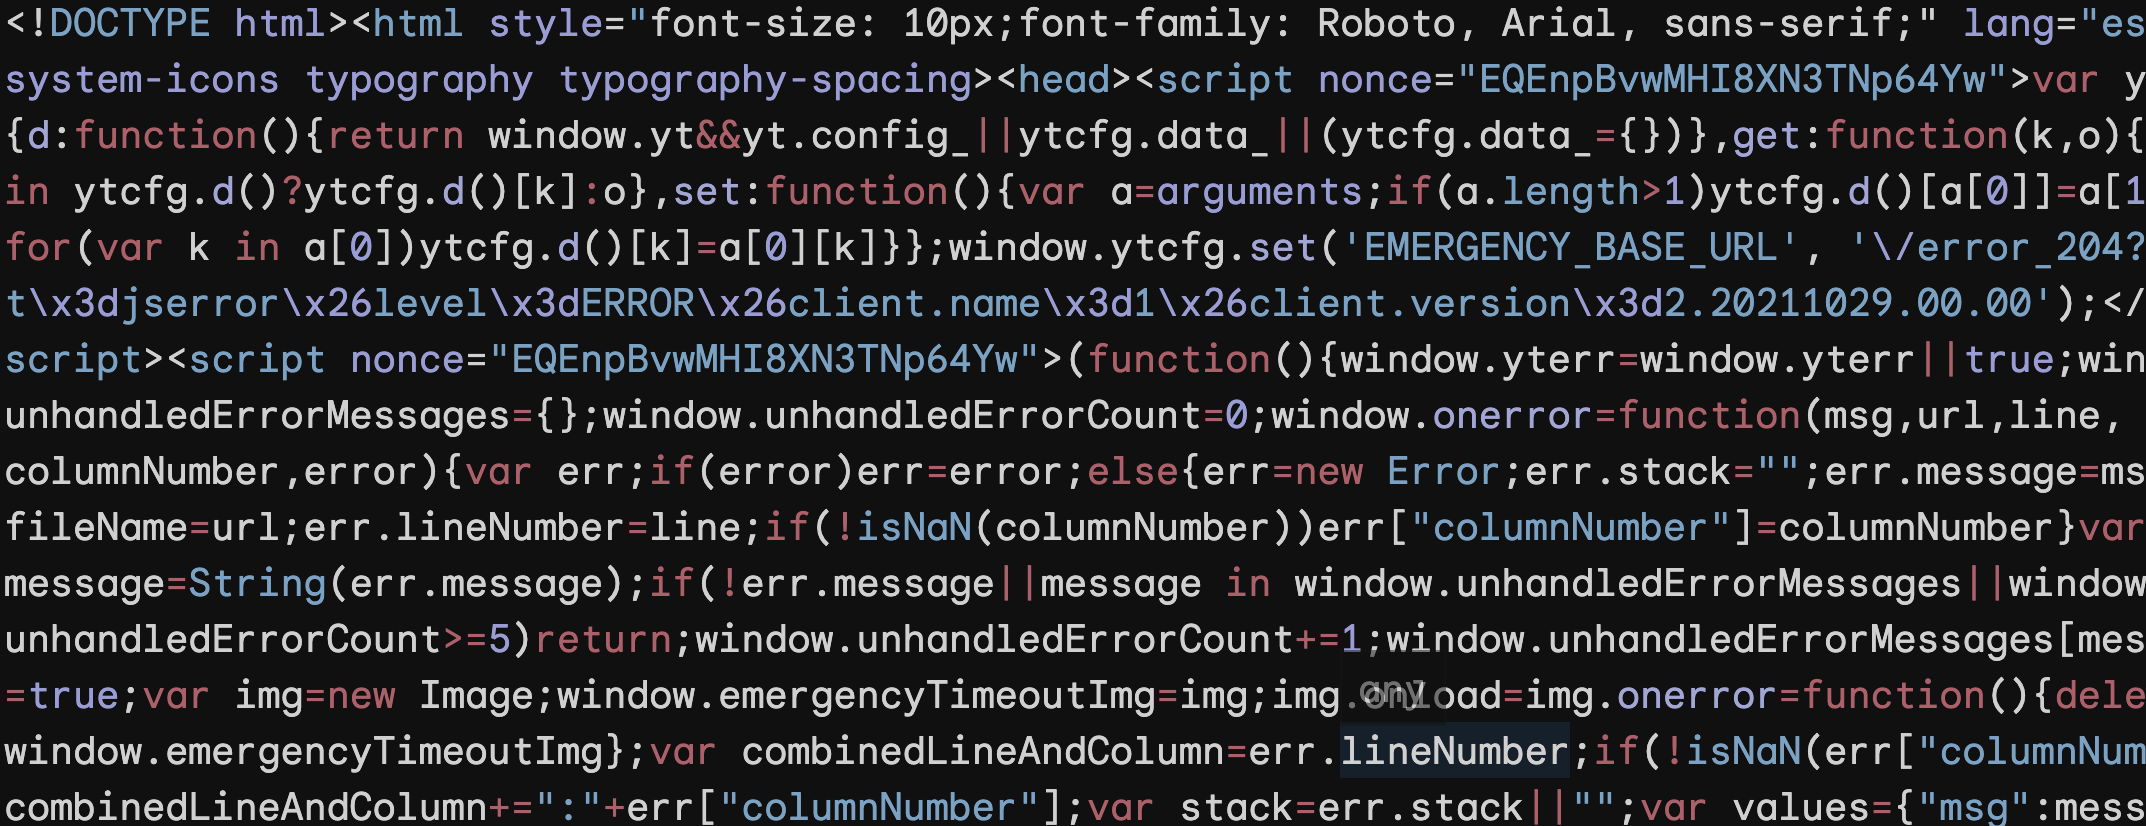 <!DOCTYPE html><html style="font-size: 10px;font-family: Roboto, Arial, sans-serif;" lang="es
system-icons typography typography-spacing><head><script nonce="EQEnpBvwMHI8XN3TNp64Yw">var y
{d:function(){return window.yt&&yt.config_||ytcfg.data_||(ytcfg.data_={})},get:function(k,o){
in ytcfg.d()?ytcfg.d()[k]:o},set:function(){var a=arguments;if(a.length>1)ytcfg.d()[a[0]]=a[1
for(var k in a[0])ytcfg.d()[k]=a[0][k]}};window.ytcfg.set('EMERGENCY_BASE_URL', '\/error_204?
t\x3djserror\x26level\x3dERROR\x26client.name\x3d1\x26client.version\x3d2.20211029.00.00');</
script><script nonce="EQEnpBvwMHI8XN3TNp64Yw">(function(){window.yterr=window.yterr||true;win
unhandledErrorMessages={};window.unhandledErrorCount=0;window.onerror=function(msg,url,line,
columnNumber,error){var err;if(error)err=error;else{err=new Error;err.stack="";err.message=ms
fileName=url;err.lineNumber=line;if(!isNaN(columnNumber))err["columnNumber"]=columnNumber}var
message=String(err.message);if(!err.message||message in window.unhandledErrorMessages||window
unhandledErrorCount>=5)return;window.unhandledErrorCount+=1;window.unhandledErrorMessages[mes
=true;var img=new Image;window.emergencyTimeoutImg=img;img.onload=img.onerror=function(){dele
any
window.emergencyTimeoutImg};var combinedLineAndColumn=err.lineNumber;if(!isNaN(err["columnNum
combinedLineAndColumn+=":"+err["columnNumber"];var stack=err.stack||"";var values={"msg":mess